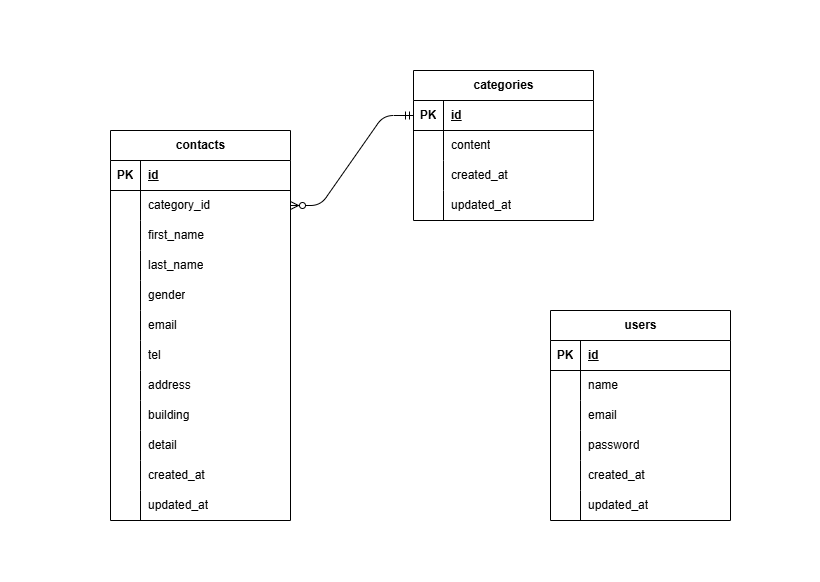 categories
PK id
content
created_at
updated_at
contacts
PK id
category_id
first_name
last_name
gender
email
tel
address
building
detail
created_at
updated_at
users
PK id
name
email
password
created_at
updated_at